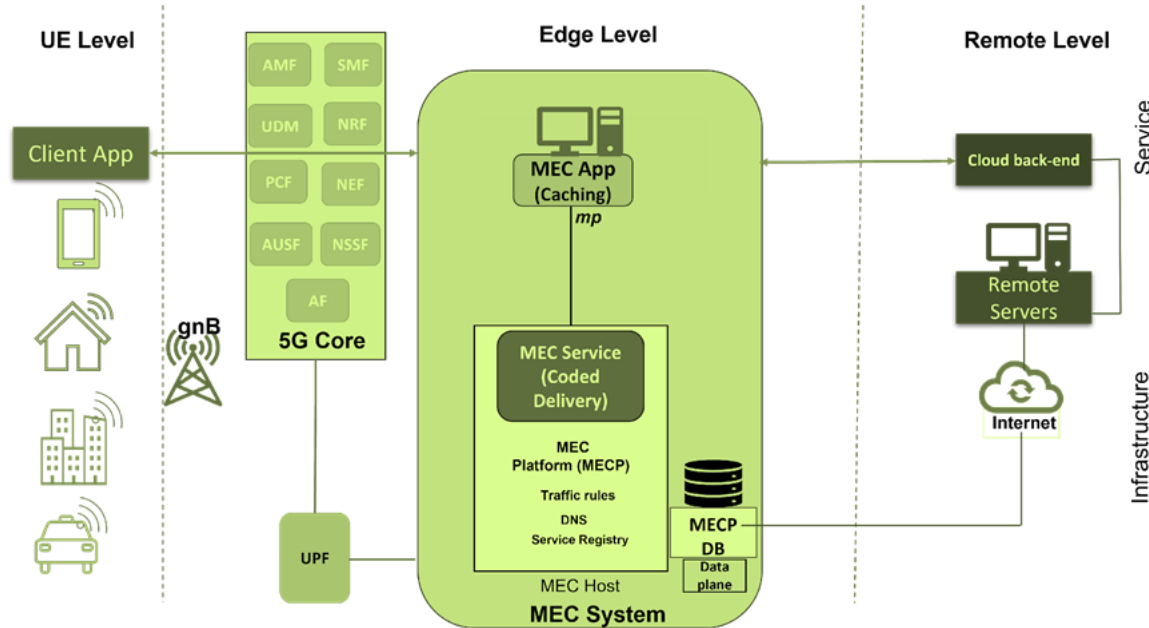 UE Level
Edge Level
Remote Level
AMF
SMF
UDM
NRF
PCF
NEF
AUSF
NSSF
AF
5G Core
Client App
gnB
UPF
MEC App
(Caching)
mp
MEC Service
(Coded
Delivery)
MEC
Platform (MECP)
Traffic rules
DNS
Service Registry
MEC Host
MEC System
MECP
DB
Data
plane
Cloud back-end
Remote
Servers
Internet
Service
Infrastructure